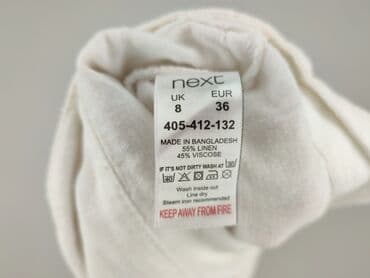 next
UK EUR
8 36
405-412-132
MADE IN BANGLADESH
55% LINEN
45% VISCOSE
IF IT'S NOT DIRTY WASH AT 30
Wash Inside out
Line dry
Steam iron recommended
KEEP AWAY FROM FIRE